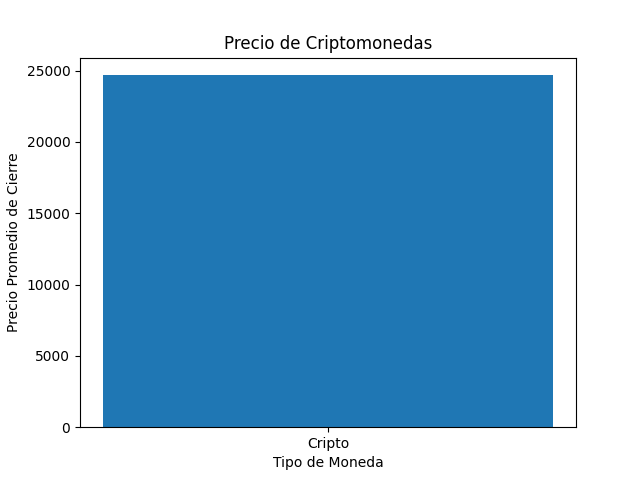 Precio de Criptomonedas
25000
20000
15000
10000
5000
0
Precio Promedio de Cierre
Cripto
Tipo de Moneda